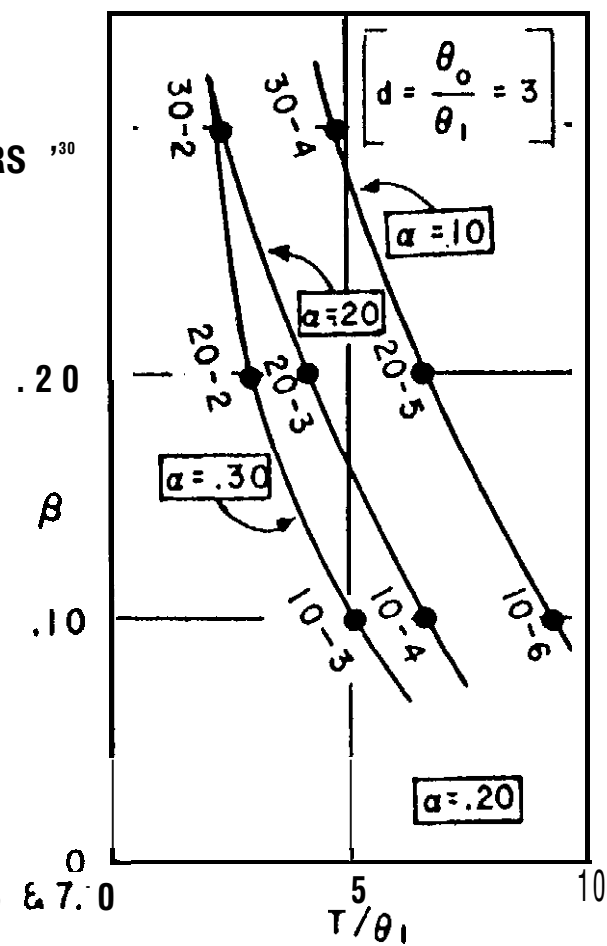 30-2
30-4
[d = θo/θ1 = 3]
RS ,30
α = .10
α = 20
20-2
20-3
20-5
.20
α = .30
β
.10
10-3
10-4
10-6
α = .20
0
& 7. 0
5
10
T/θ1